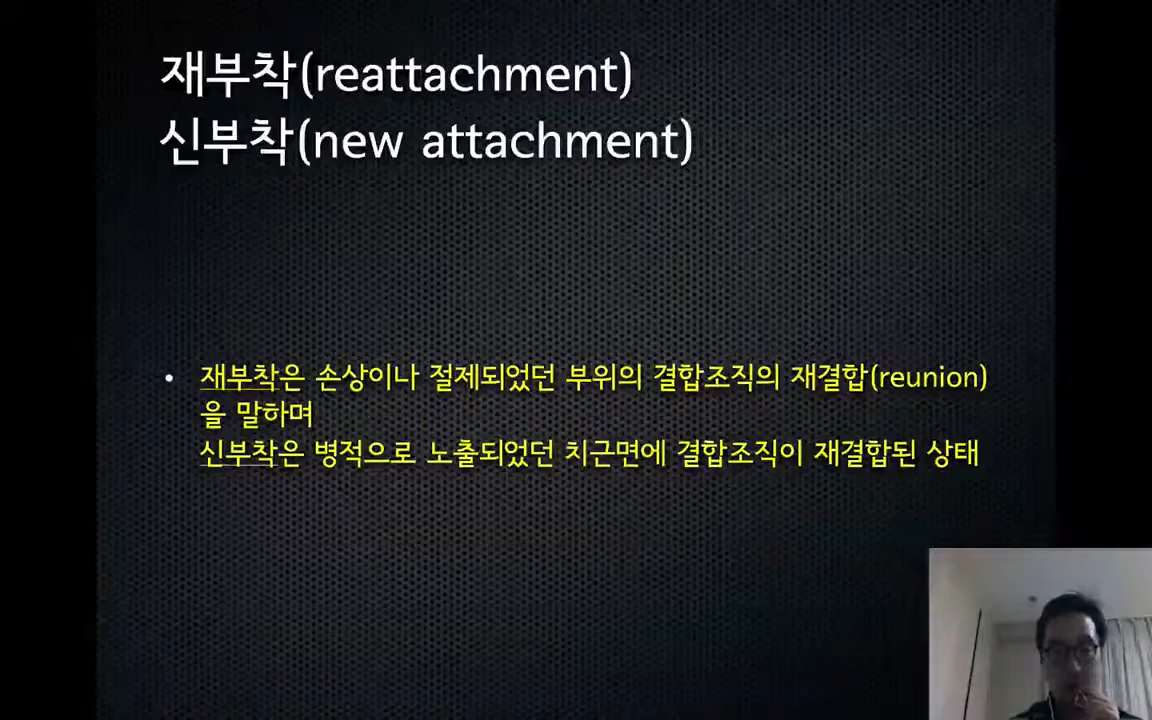 재부착(reattachment)
신부착(new attachment)
• 재부착은 손상이나 절제되었던 부위의 결합조직의 재결합(reunion)
을 말하며
신부착은 병적으로 노출되었던 치근면에 결합조직이 재결합된 상태